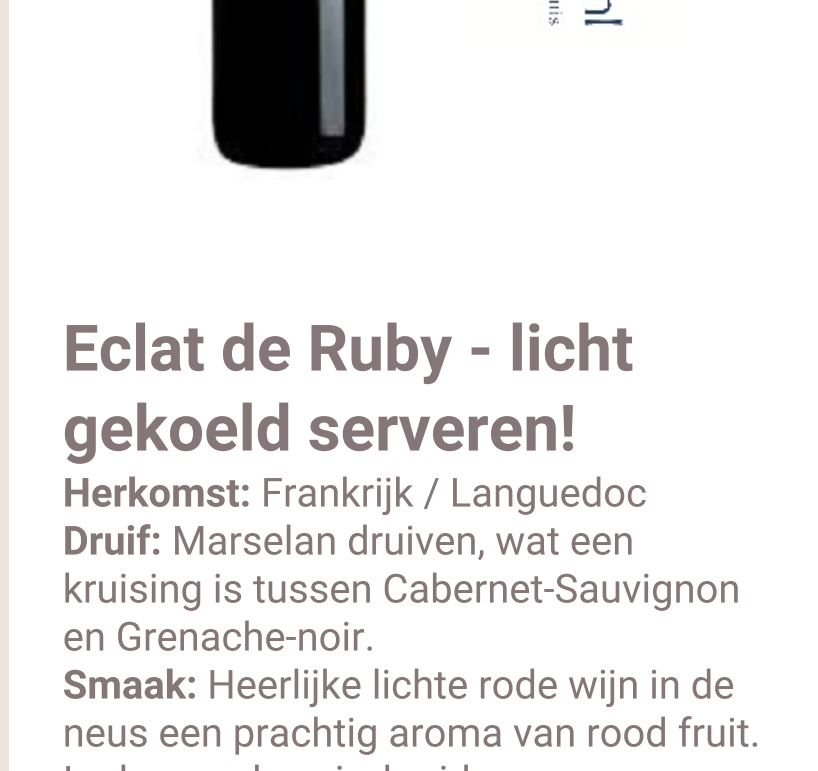 Eclat de Ruby - licht
gekoeld serveren!
Herkomst: Frankrijk / Languedoc
Druif: Marselan druiven, wat een
kruising is tussen Cabernet-Sauvignon
en Grenache-noir.
Smaak: Heerlijke lichte rode wijn in de
neus een prachtig aroma van rood fruit.